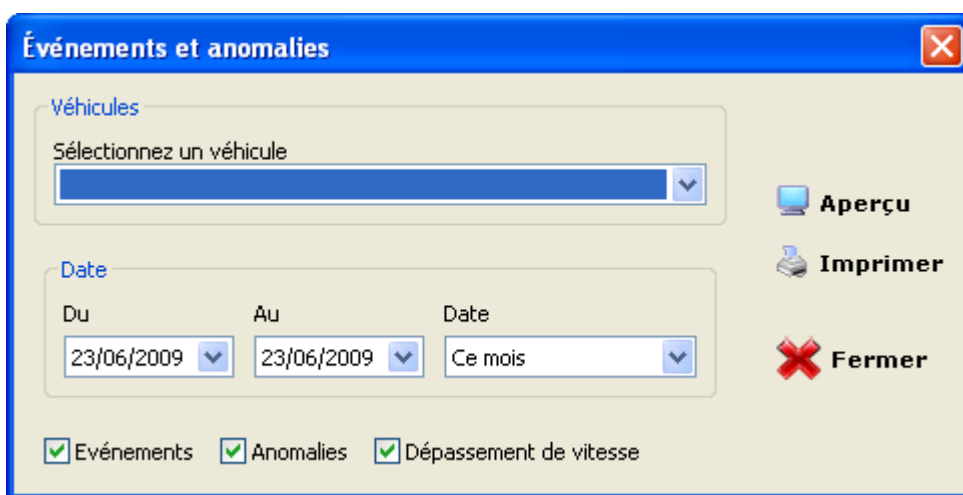 Événements et anomalies
Véhicules
Sélectionnez un véhicule
Aperçu
Imprimer
Date
Du Au Date
23/06/2009 23/06/2009 Ce mois
Fermer
Evénements Anomalies Dépassement de vitesse